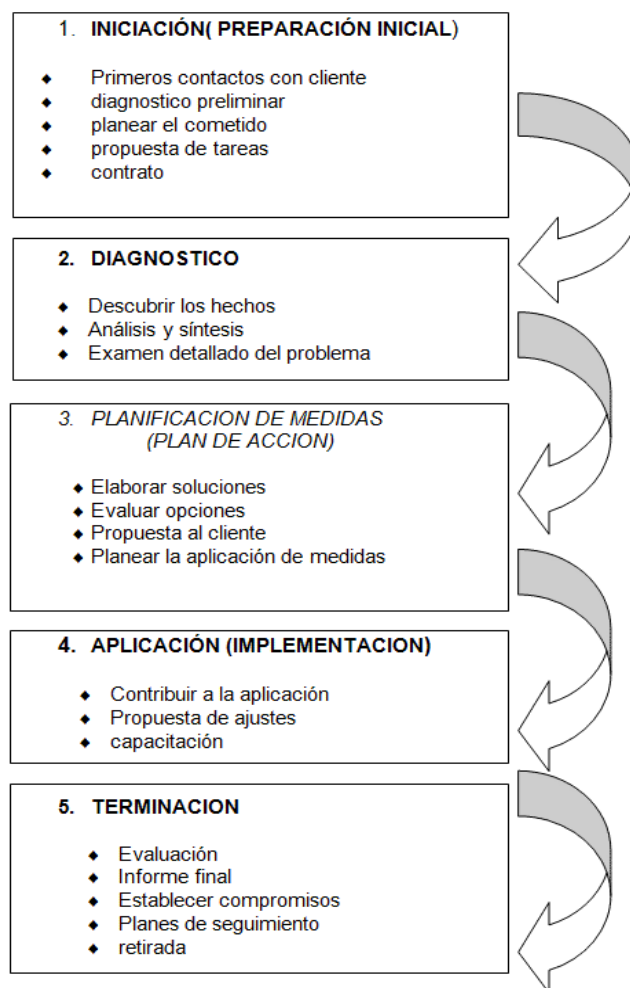 1. INICIACIÓN( PREPARACIÓN INICIAL)
◆ Primeros contactos con cliente
◆ diagnostico preliminar
◆ planear el cometido
◆ propuesta de tareas
◆ contrato
2. DIAGNOSTICO
◆ Descubrir los hechos
◆ Análisis y síntesis
◆ Examen detallado del problema
3. PLANIFICACION DE MEDIDAS
(PLAN DE ACCION)
◆ Elaborar soluciones
◆ Evaluar opciones
◆ Propuesta al cliente
◆ Planear la aplicación de medidas
4. APLICACIÓN (IMPLEMENTACION)
◆ Contribuir a la aplicación
◆ Propuesta de ajustes
◆ capacitación
5. TERMINACION
◆ Evaluación
◆ Informe final
◆ Establecer compromisos
◆ Planes de seguimiento
◆ retirada